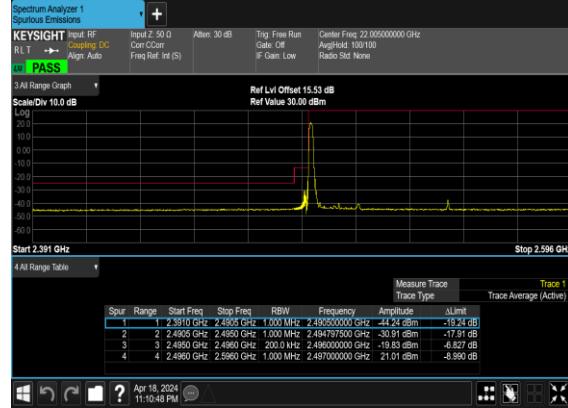 Spectrum Analyzer 1
Spurious Emissions
+
KEYSIGHT Input: RF Input Z: 50 Ω Atten: 30 dB Trig: Free Run Center Freq: 22.005000000 GHz
RLT Coupling: DC Corr CCorr Gate: Off Avg|Hold: 100/100
Align: Auto Freq Ref: Int (S) IF Gain: Low Radio Std: None
PASS
3 All Range Graph
Ref Lvl Offset 15.53 dB
Scale/Div 10.0 dB Ref Value 30.00 dBm
Log
20.0
10.0
0.00
-10.0
-20.0
-30.0
-40.0
-50.0
-60.0
Start 2.391 GHz Stop 2.596 GH
4 All Range Table
Measure Trace Trace 1
Trace Type Trace Average (Active)
Spur Range Start Freq Stop Freq RBW Frequency Amplitude ΔLimit
1 1 2.3910 GHz 2.4905 GHz 1.000 MHz 2.490500000 GHz -44.24 dBm -19.24 dB
2 2 2.4905 GHz 2.4950 GHz 1.000 MHz 2.494797500 GHz -30.91 dBm -17.91 dB
3 3 2.4950 GHz 2.4960 GHz 200.0 kHz 2.496000000 GHz -19.83 dBm -6.827 dB
4 4 2.4960 GHz 2.5960 GHz 1.000 MHz 2.497000000 GHz 21.01 dBm -8.990 dB
?
Apr 18, 2024
11:10:48 PM